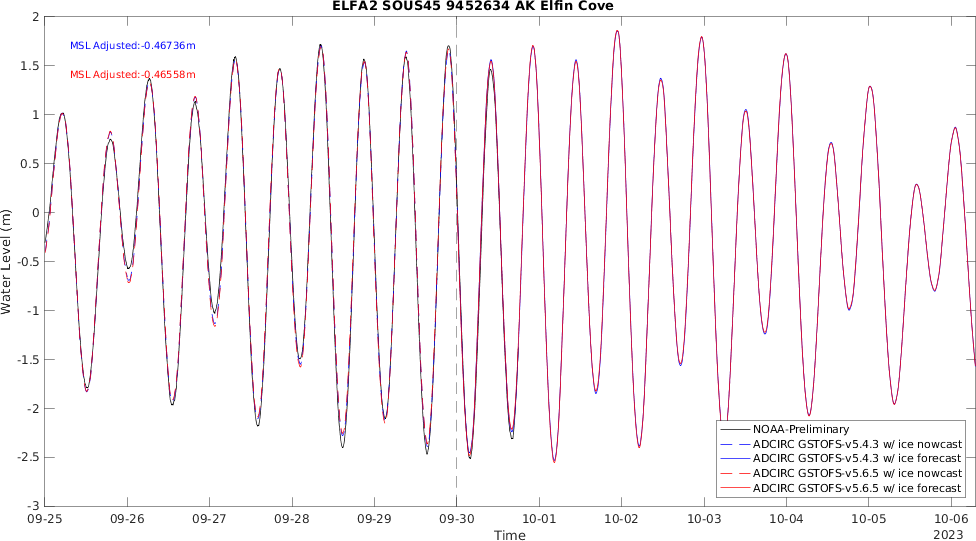 ELFA2 SOUS45 9452634 AK Elfin Cove
MSL Adjusted:-0.46736m
MSL Adjusted:-0.46558m
2
1.5
1
0.5
0
-0.5
-1
-1.5
-2
-2.5
-3
Water Level (m)
NOAA-Preliminary
ADCIRC GSTOFS-v5.4.3 w/ ice nowcast
ADCIRC GSTOFS-v5.4.3 w/ ice forecast
ADCIRC GSTOFS-v5.6.5 w/ ice nowcast
ADCIRC GSTOFS-v5.6.5 w/ ice forecast
09-25 09-26 09-27 09-28 09-29 09-30 10-01 10-02 10-03 10-04 10-05 10-06
Time
2023